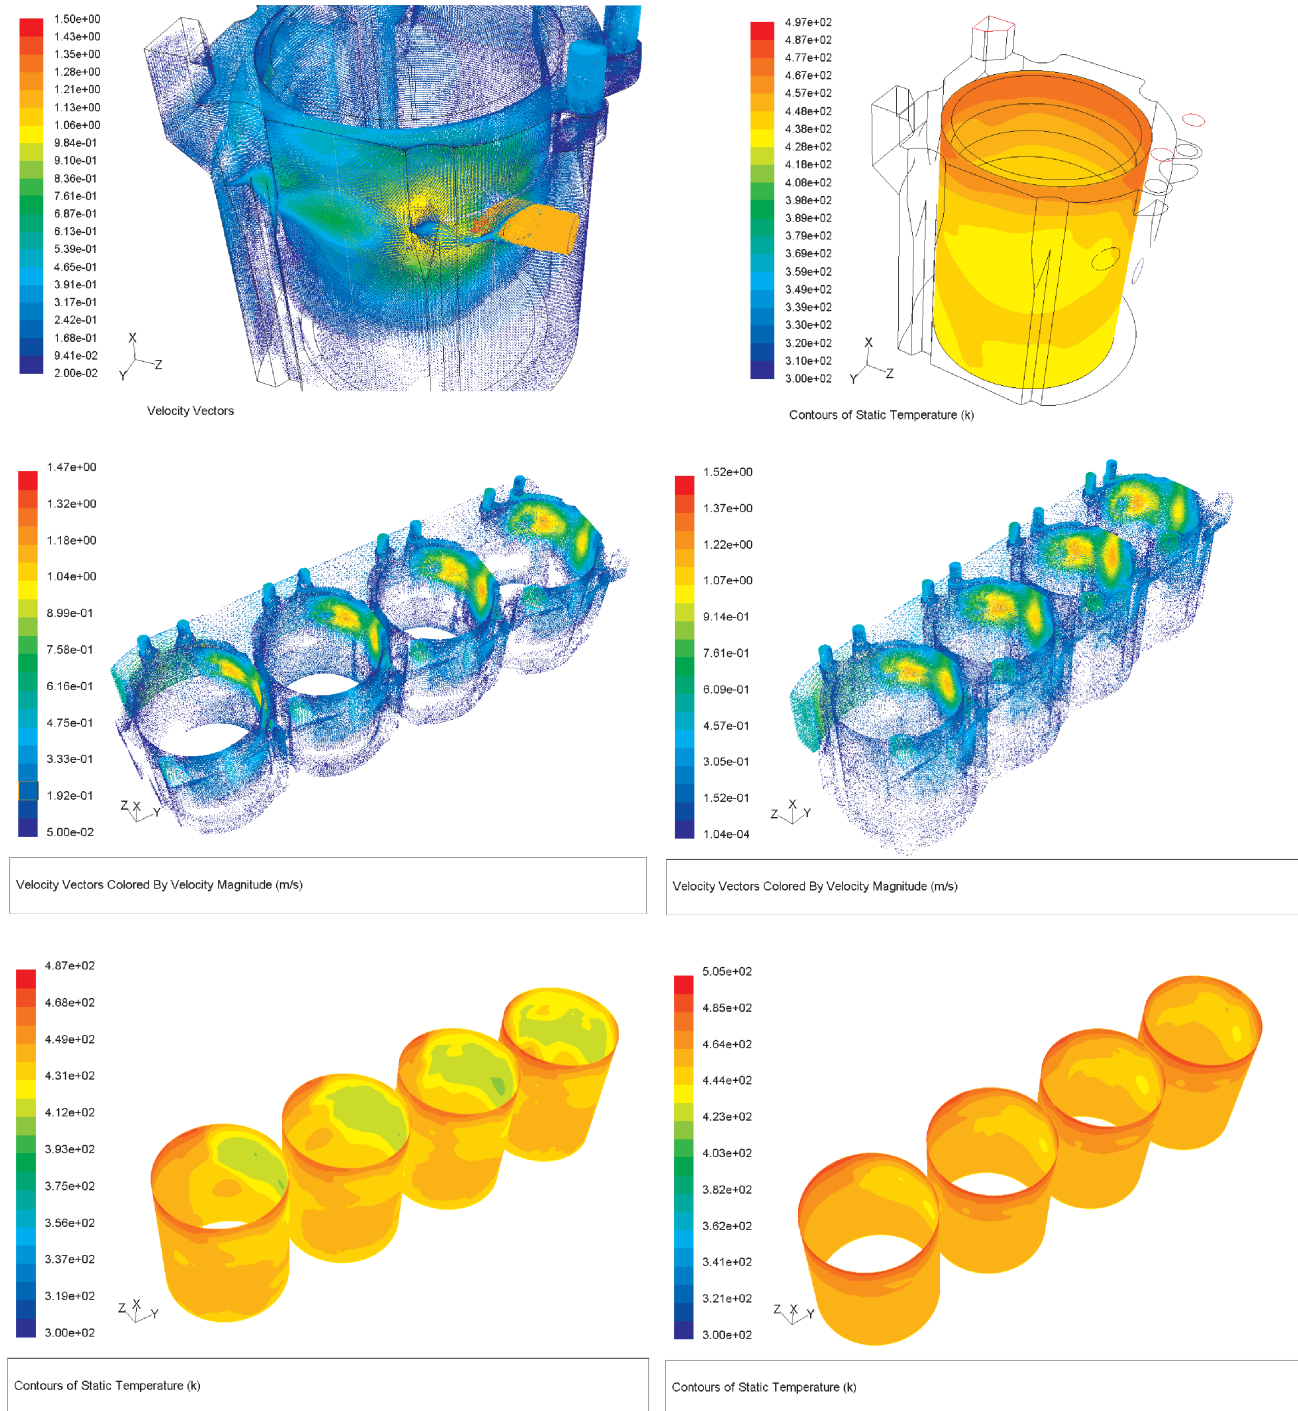 1.50e+00
1.43e+00
1.35e+00
1.28e+00
1.21e+00
1.13e+00
1.06e+00
9.84e-01
9.10e-01
8.36e-01
7.61e-01
6.87e-01
6.13e-01
5.39e-01
4.65e-01
3.91e-01
3.17e-01
2.42e-01
1.68e-01
9.41e-02
2.00e-02
X
Y
Z
Velocity Vectors
4.97e+02
4.87e+02
4.77e+02
4.67e+02
4.57e+02
4.48e+02
4.38e+02
4.28e+02
4.18e+02
4.08e+02
3.98e+02
3.89e+02
3.79e+02
3.69e+02
3.59e+02
3.49e+02
3.39e+02
3.30e+02
3.20e+02
3.10e+02
3.00e+02
X
Y
Z
Contours of Static Temperature (k)
1.47e+00
1.32e+00
1.18e+00
1.04e+00
8.99e-01
7.58e-01
6.16e-01
4.75e-01
3.33e-01
1.92e-01
5.00e-02
Z X Y
Velocity Vectors Colored By Velocity Magnitude (m/s)
1.52e+00
1.37e+00
1.22e+00
1.07e+00
9.14e-01
7.61e-01
6.09e-01
4.57e-01
3.05e-01
1.52e-01
1.04e-04
Z X Y
Velocity Vectors Colored By Velocity Magnitude (m/s)
4.87e+02
4.68e+02
4.49e+02
4.31e+02
4.12e+02
3.93e+02
3.75e+02
3.56e+02
3.37e+02
3.19e+02
3.00e+02
Z X Y
Contours of Static Temperature (k)
5.05e+02
4.85e+02
4.64e+02
4.44e+02
4.23e+02
4.03e+02
3.82e+02
3.62e+02
3.41e+02
3.21e+02
3.00e+02
Z X Y
Contours of Static Temperature (k)